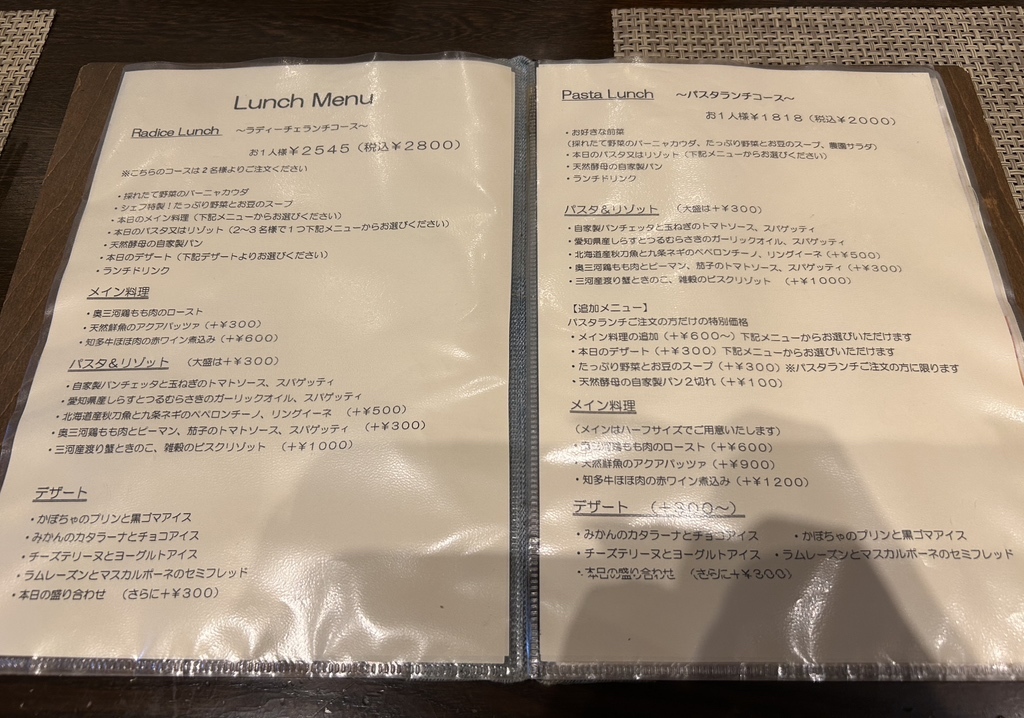 Lunch Menu
Radice Lunch ～ラディーチェランチコース～
お1人様￥2545（税込￥2800）
※こちらのコースは2名様よりご注文ください
・採れたて野菜のバーニャカウダ
・シェフ特製！たっぷり野菜とお豆のスープ
・本日のメイン料理（下記メニューからお選びください）
・本日のパスタ又はリゾット（2～3名様で1つ下記メニューからお選びください）
・天然酵母の自家製パン
・本日のデザート（下記デザートよりお選びください）
・ランチドリンク
メイン料理
・奥三河鶏もも肉のロースト
・天然鮮魚のアクアパッツァ（+￥300）
・知多牛ほほ肉の赤ワイン煮込み（+￥600）
パスタ＆リゾット （大盛は+￥300）
・自家製パンチェッタと玉ねぎのトマトソース、スパゲッティ
・愛知県産しらすとつるむらさきのガーリックオイル、スパゲッティ
・北海道産秋刀魚と九条ネギのペペロンチーノ、リングイーネ （+￥500）
・奥三河鶏もも肉とピーマン、茄子のトマトソース、スパゲッティ （+￥300）
・三河産渡り蟹ときのこ、雑穀のビスクリゾット （+￥1000）
デザート
・かぼちゃのプリンと黒ゴマアイス
・みかんのカタラーナとチョコアイス
・チーズテリーヌとヨーグルトアイス
・ラムレーズンとマスカルポーネのセミフレッド
・本日の盛り合わせ （さらに+￥300）
Pasta Lunch ～パスタランチコース～
お1人様￥1818（税込￥2000）
・お好きな前菜
（採れたて野菜のバーニャカウダ、たっぷり野菜とお豆のスープ、農園サラダ）
・本日のパスタ又はリゾット（下記メニューからお選びください）
・天然酵母の自家製パン
・ランチドリンク
パスタ＆リゾット （大盛は+￥300）
・自家製パンチェッタと玉ねぎのトマトソース、スパゲッティ
・愛知県産しらすとつるむらさきのガーリックオイル、スパゲッティ
・北海道産秋刀魚と九条ネギのペペロンチーノ、リングイーネ（+￥500）
・奥三河鶏もも肉とピーマン、茄子のトマトソース、スパゲッティ（+￥300）
・三河産渡り蟹ときのこ、雑穀のビスクリゾット （+￥1000）
【追加メニュー】
パスタランチご注文の方だけの特別価格
・メイン料理の追加（+￥600～）下記メニューからお選びいただけます
・本日のデザート（+￥300）下記メニューからお選びいただけます
・たっぷり野菜とお豆のスープ（+￥300）※パスタランチご注文の方に限ります
・天然酵母の自家製パン2切れ（+￥100）
メイン料理
（メインはハーフサイズでご用意いたします）
・奥三河鶏もも肉のロースト（+￥600）
・天然鮮魚のアクアパッツァ（+￥900）
・知多牛ほほ肉の赤ワイン煮込み（+￥1200）
デザート （+300～）
・みかんのカタラーナとチョコアイス ・かぼちゃのプリンと黒ゴマアイス
・チーズテリーヌとヨーグルトアイス ・ラムレーズンとマスカルポーネのセミフレッド
・本日の盛り合わせ （さらに+￥300）